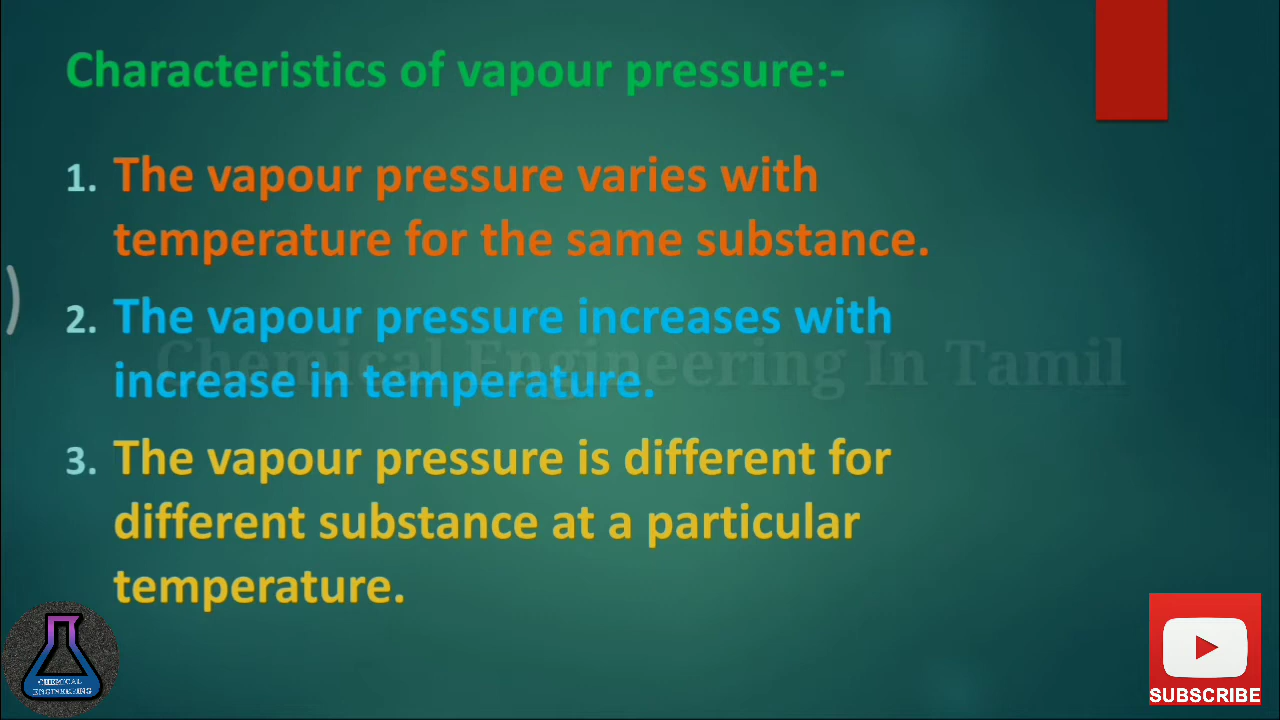 Characteristics of vapour pressure:-
1. The vapour pressure varies with
temperature for the same substance.
2. The vapour pressure increases with
Chemical Engineering In Tamil
increase in temperature.
3. The vapour pressure is different for
different substance at a particular
temperature.
CHEMICAL
ENGINEERING
SUBSCRIBE